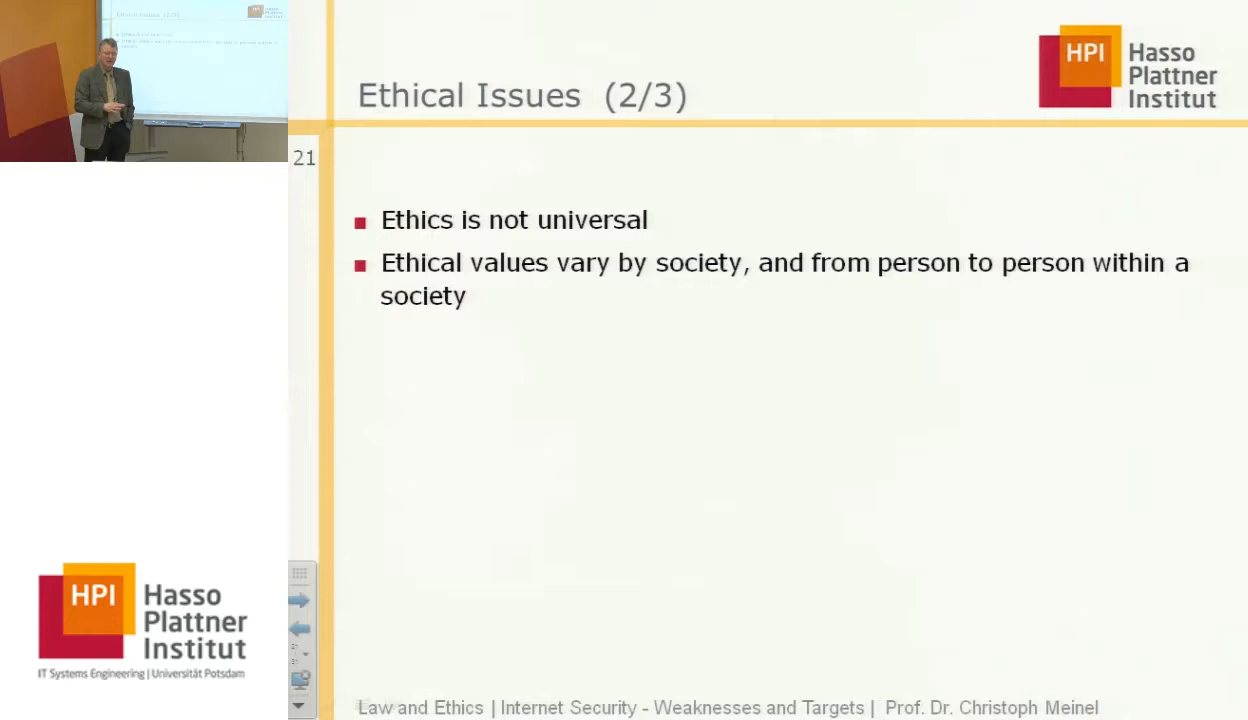 Ethical Issues (2/3)
HPI Hasso
Plattner
Institut
21
Ethics is not universal
Ethical values vary by society, and from person to person within a
society
HPI Hasso
Plattner
Institut
IT Systems Engineering | Universität Potsdam
Law and Ethics | Internet Security - Weaknesses and Targets | Prof. Dr. Christoph Meinel